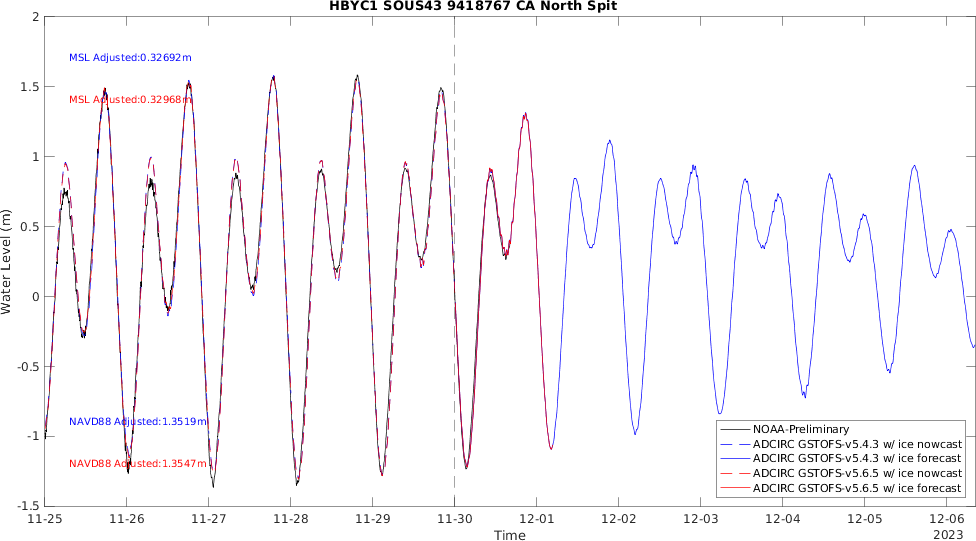 HBYC1 SOUS43 9418767 CA North Spit
2
1.5
1
0.5
0
-0.5
-1
-1.5
Water Level (m)
MSL Adjusted:0.32692m
MSL Adjusted:0.32968m
NAVD88 Adjusted:1.3519m
NAVD88 Adjusted:1.3547m
NOAA-Preliminary
ADCIRC GSTOFS-v5.4.3 w/ ice nowcast
ADCIRC GSTOFS-v5.4.3 w/ ice forecast
ADCIRC GSTOFS-v5.6.5 w/ ice nowcast
ADCIRC GSTOFS-v5.6.5 w/ ice forecast
11-25 11-26 11-27 11-28 11-29 11-30 12-01 12-02 12-03 12-04 12-05 12-06
2023
Time